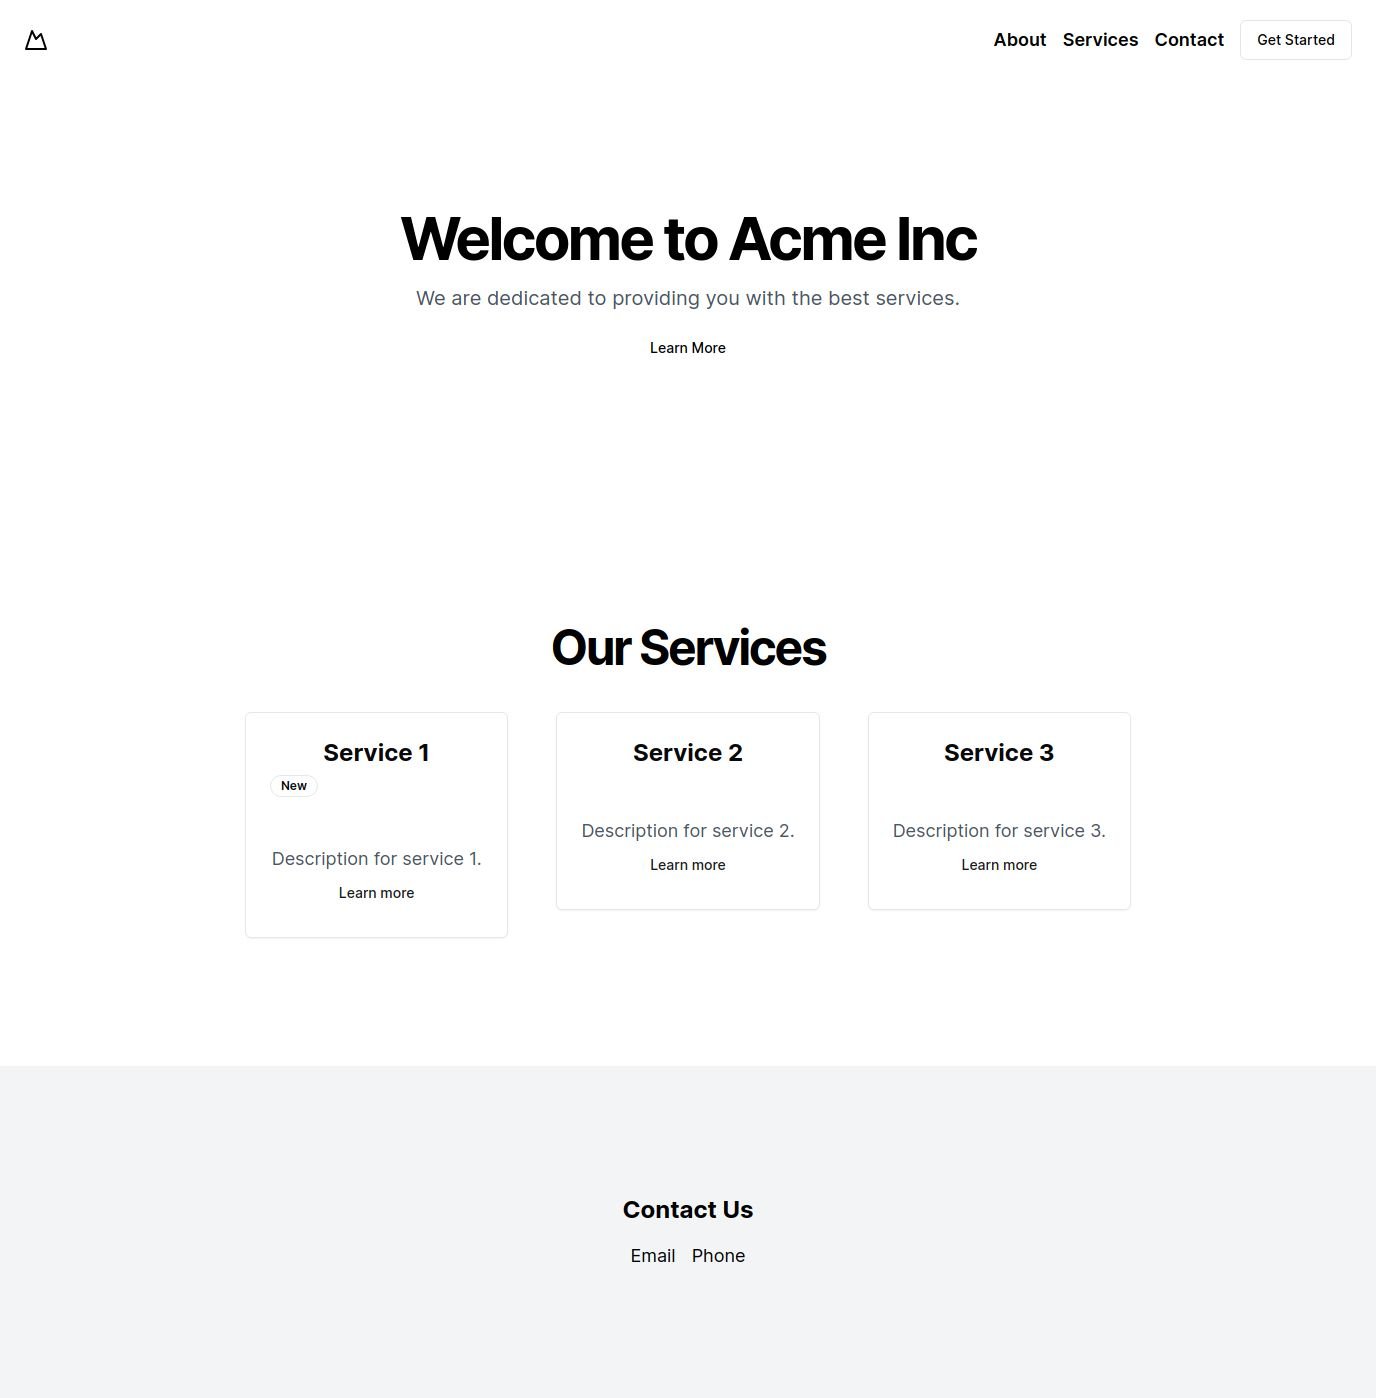 About Services Contact Get Started
Welcome to Acme Inc
We are dedicated to providing you with the best services.
Learn More
Our Services
Service 1
New
Description for service 1.
Learn more
Service 2
Description for service 2.
Learn more
Service 3
Description for service 3.
Learn more
Contact Us
Email Phone